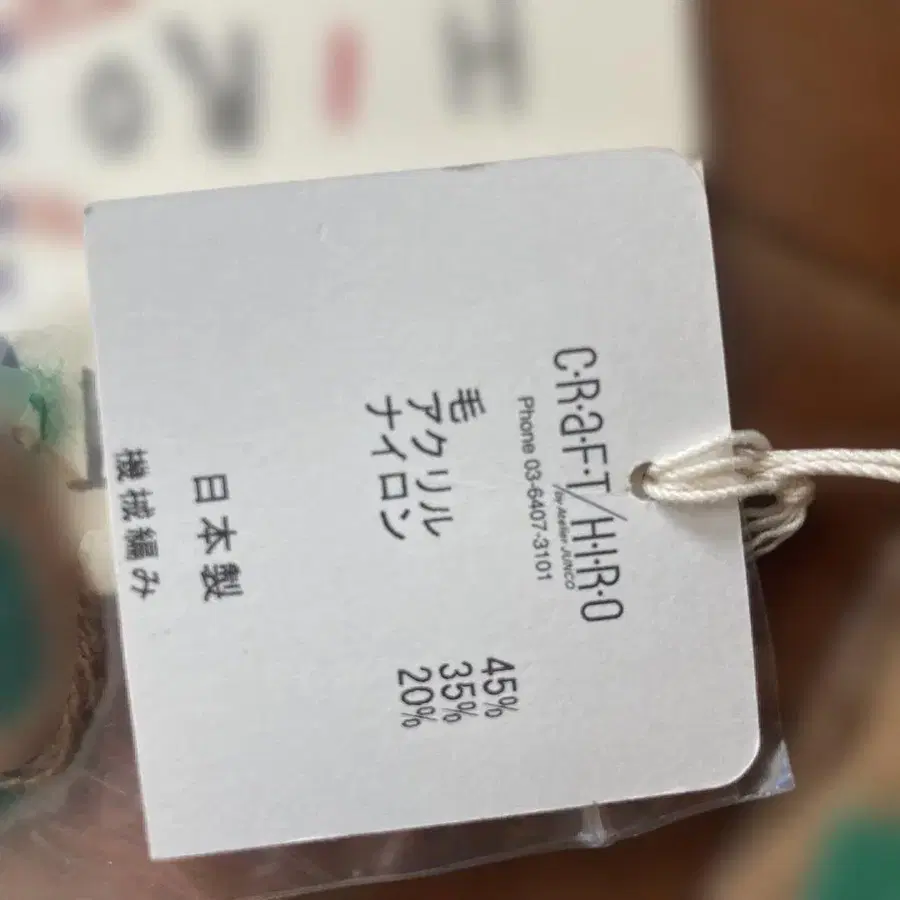 C·R·a·F·T/H·I·R·O
by Atelier JUNCO
Phone 03-6407-3101
毛 45%
アクリル 35%
ナイロン 20%
日本製
機械編み